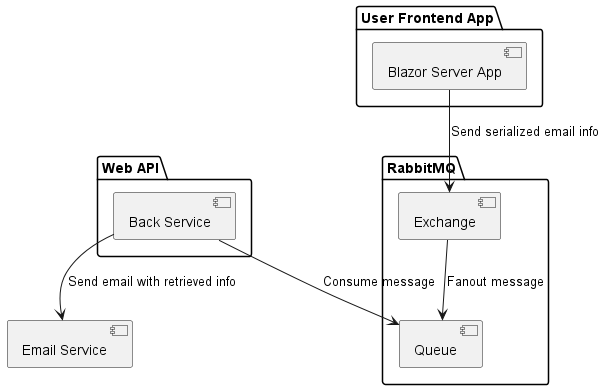 User Frontend App
Blazor Server App
Send serialized email info
Web API
RabbitMQ
Back Service
Exchange
Send email with retrieved info
Consume message
Fanout message
Email Service
Queue